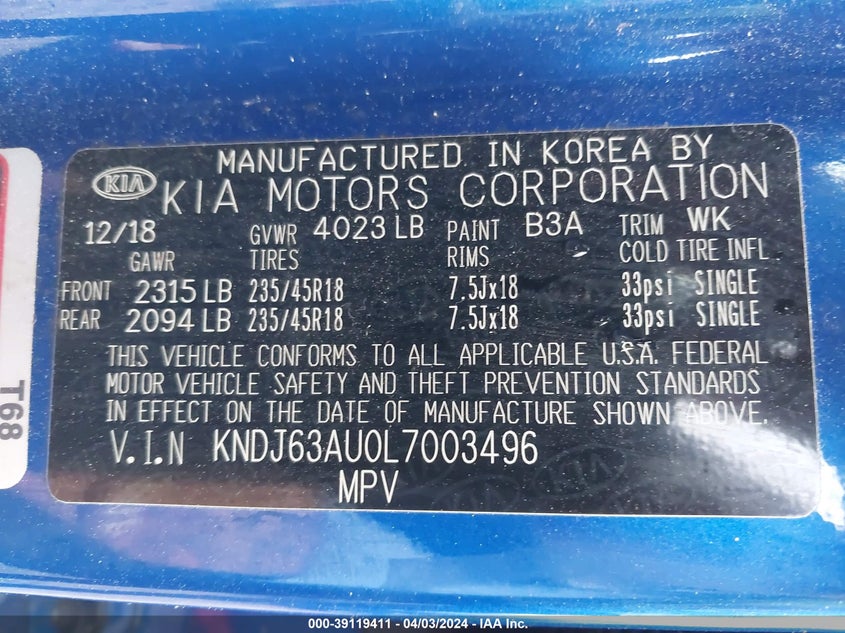 MANUFACTURED IN KOREA BY
KIA KIA MOTORS CORPORATION
12/18 GVWR 4023 LB PAINT B3A TRIM WK
GAWR TIRES RIMS COLD TIRE INFL
FRONT 2315 LB 235/45R18 7.5Jx18 33psi SINGLE
REAR 2094 LB 235/45R18 7.5Jx18 33psi SINGLE
THIS VEHICLE CONFORMS TO ALL APPLICABLE U.S.A. FEDERAL
MOTOR VEHICLE SAFETY AND THEFT PREVENTION STANDARDS
IN EFFECT ON THE DATE OF MANUFACTURE SHOWN ABOVE.
V.I.N KNDJ63AU0L7003496
MPV
T68
000-39119411 - 04/03/2024 - IAA Inc.